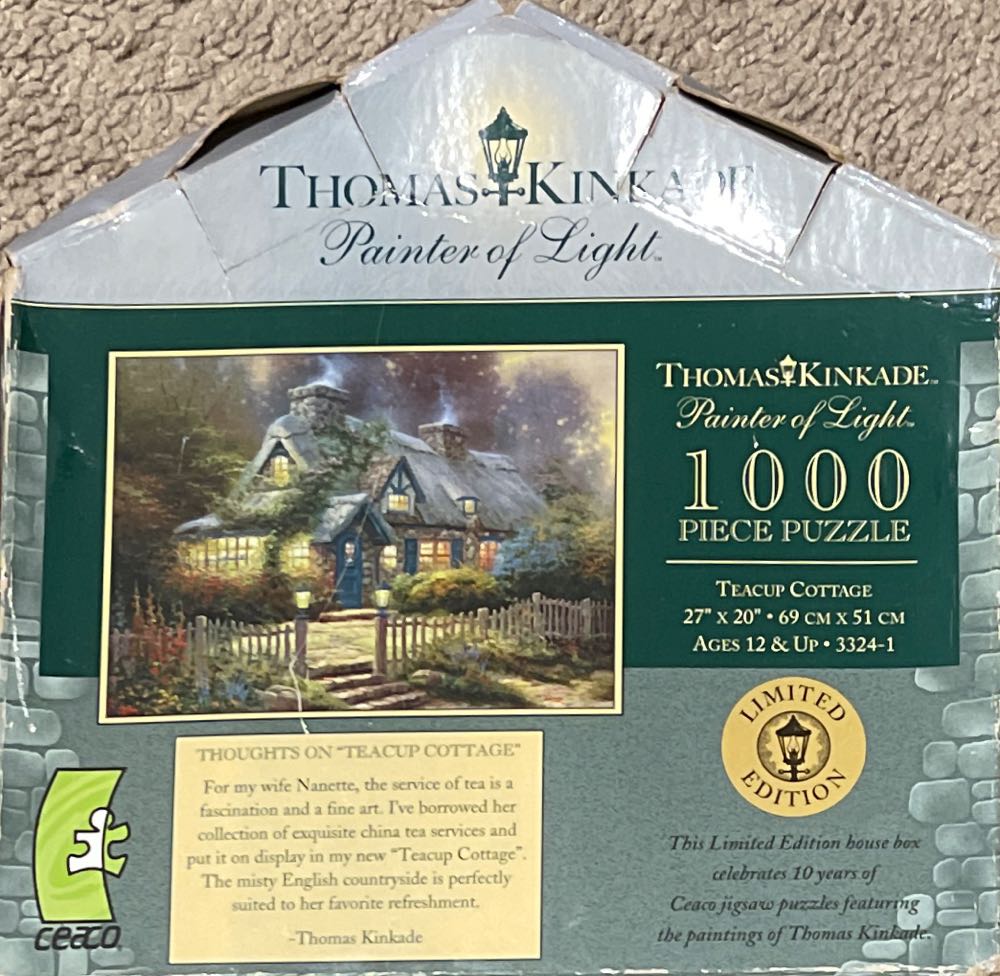 THOMAS KINKADE
Painter of Light™
THOMAS KINKADE™
Painter of Light™
1000
PIECE PUZZLE
TEACUP COTTAGE
27" X 20" • 69 CM X 51 CM
AGES 12 & UP • 3324-1
LIMITED
EDITION
THOUGHTS ON "TEACUP COTTAGE"
For my wife Nanette, the service of tea is a
fascination and a fine art. I've borrowed her
collection of exquisite china tea services and
put it on display in my new "Teacup Cottage".
The misty English countryside is perfectly
suited to her favorite refreshment.
-Thomas Kinkade
This Limited Edition house box
celebrates 10 years of
Ceaco jigsaw puzzles featuring
the paintings of Thomas Kinkade.
ceaco